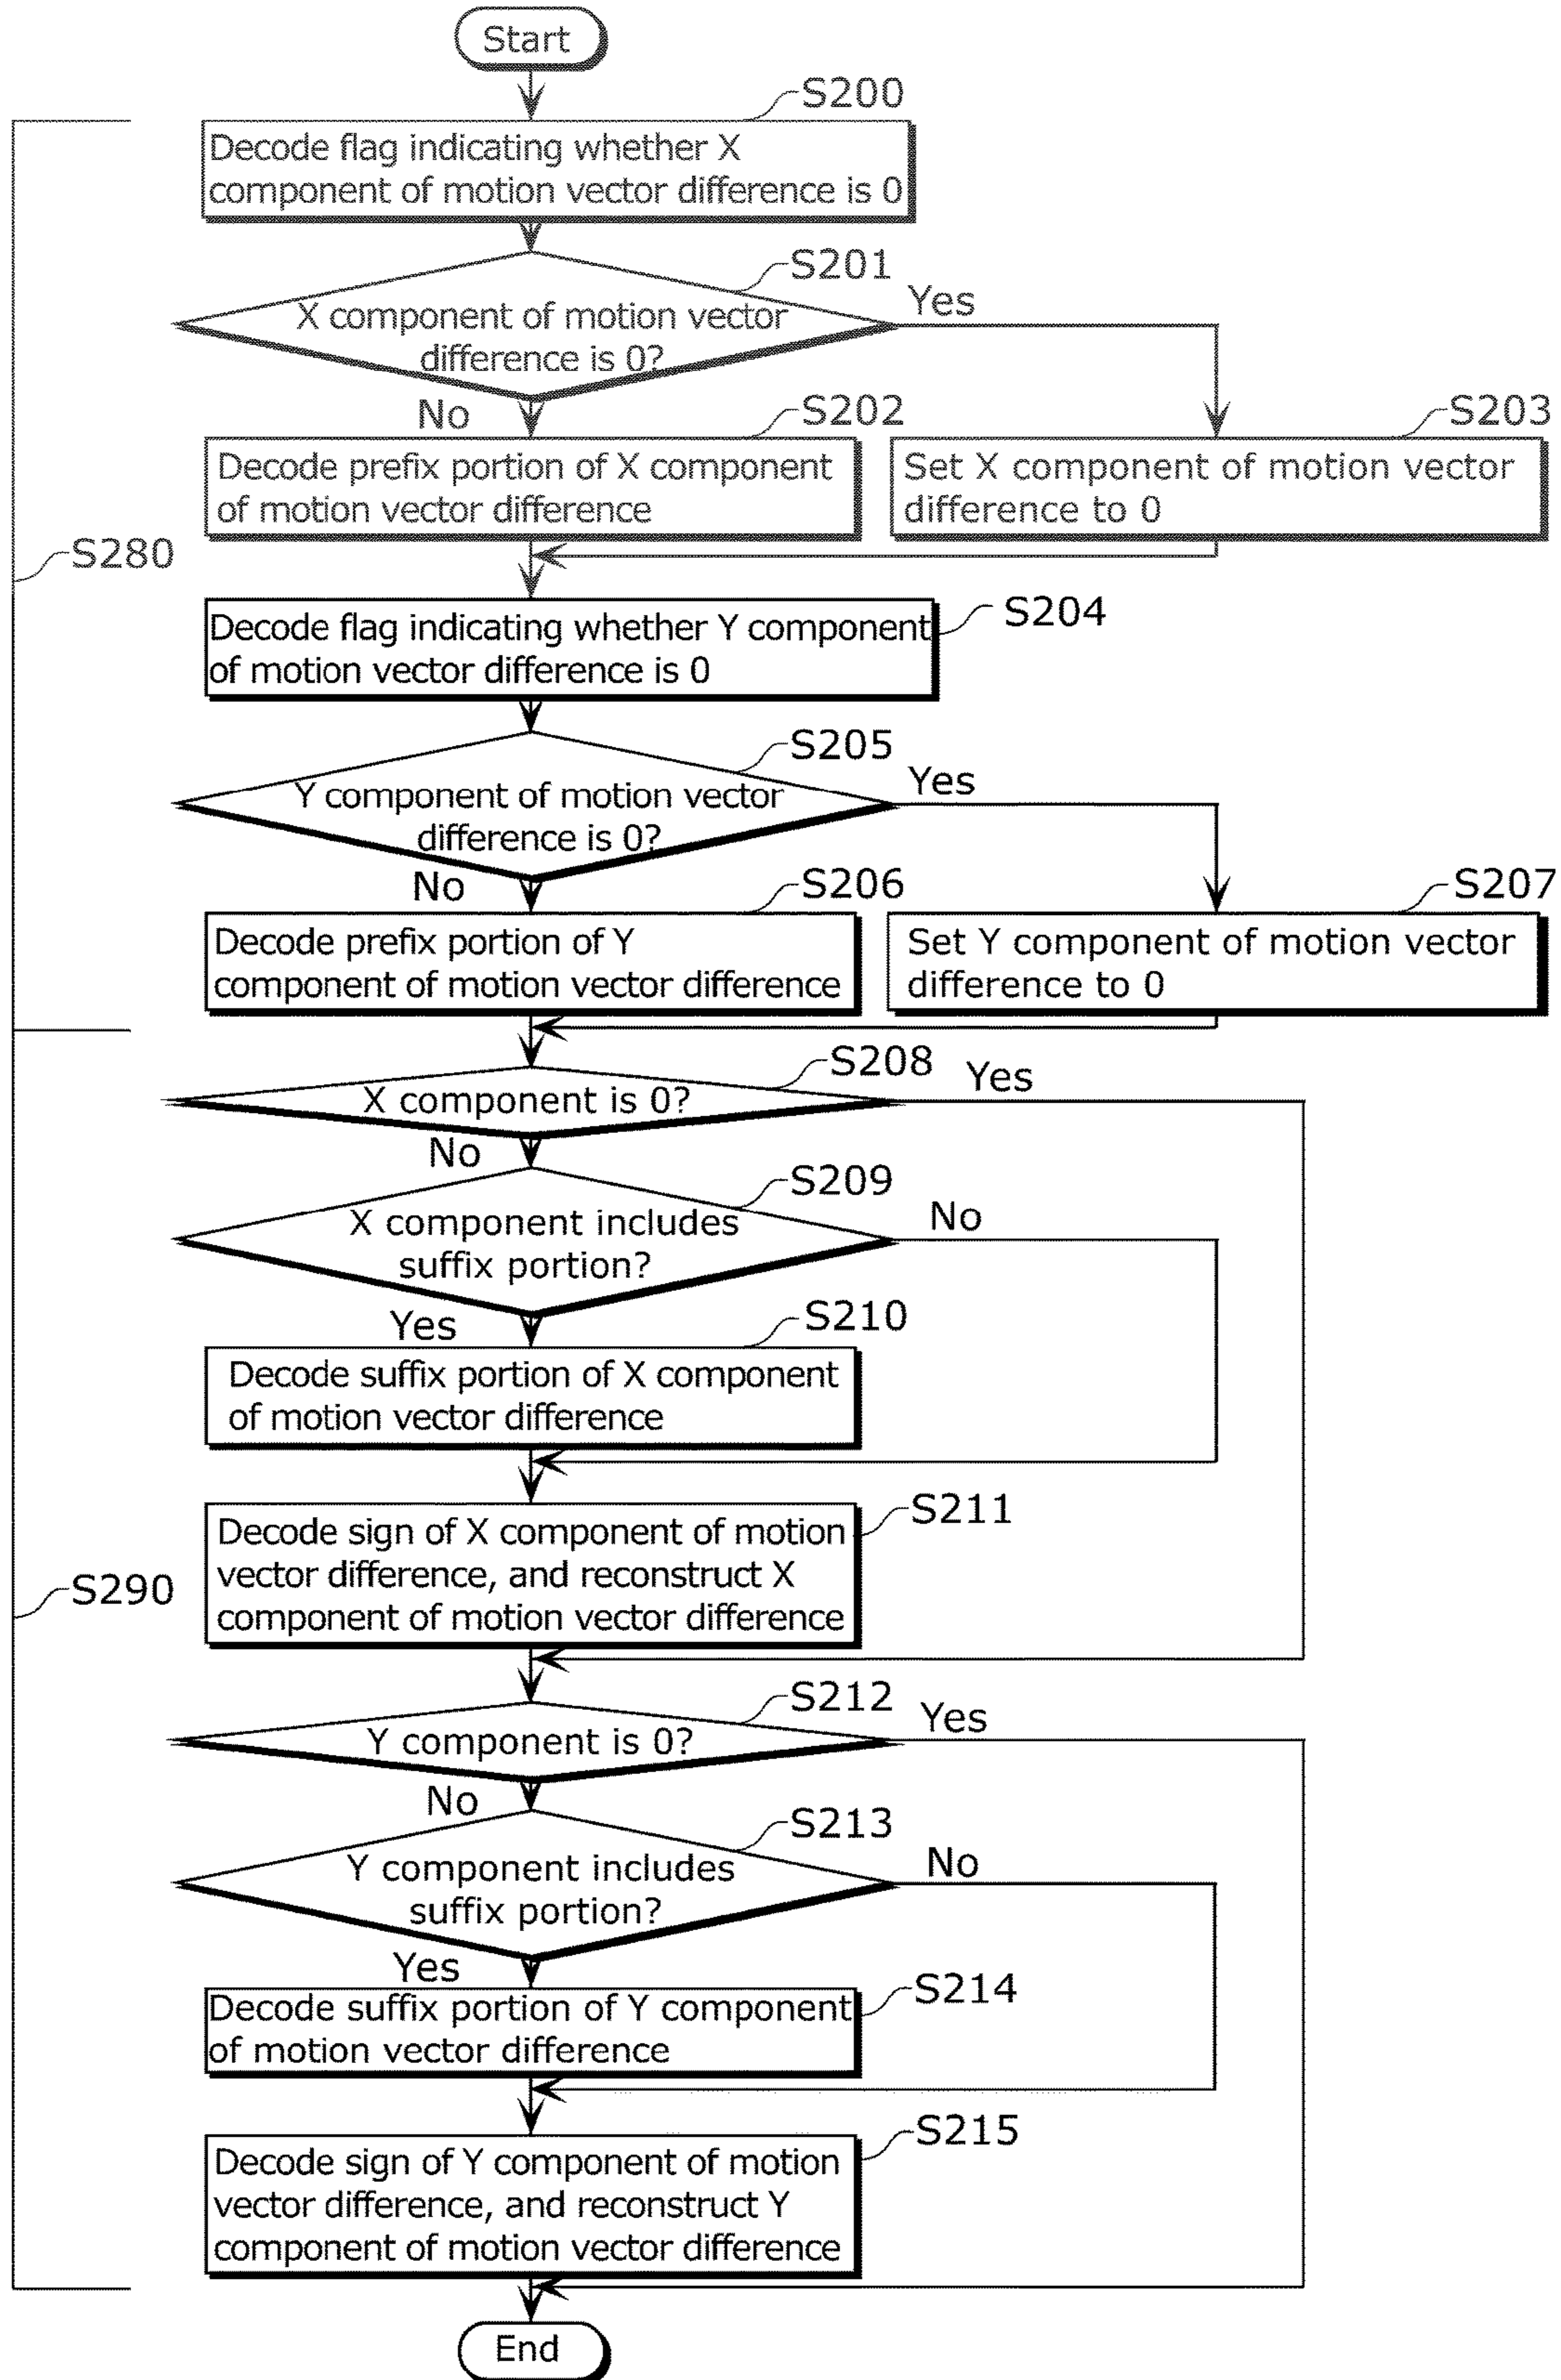 Start
S200
Decode flag indicating whether X
component of motion vector difference is 0
S201
X component of motion vector
difference is 0?
Yes
No
S202
Decode prefix portion of X component
of motion vector difference
S203
Set X component of motion vector
difference to 0
S280
S204
Decode flag indicating whether Y component
of motion vector difference is 0
S205
Y component of motion vector
difference is 0?
Yes
No
S206
Decode prefix portion of Y
component of motion vector difference
S207
Set Y component of motion vector
difference to 0
S208
X component is 0?
Yes
No
S209
X component includes
suffix portion?
No
Yes
S210
Decode suffix portion of X component
of motion vector difference
S211
Decode sign of X component of motion
vector difference, and reconstruct X
component of motion vector difference
S290
S212
Y component is 0?
Yes
No
S213
Y component includes
suffix portion?
No
Yes
S214
Decode suffix portion of Y component
of motion vector difference
S215
Decode sign of Y component of motion
vector difference, and reconstruct Y
component of motion vector difference
End